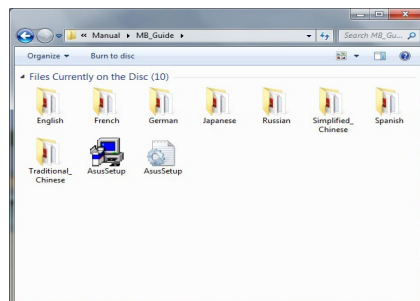 « Manual ▸ MB_Guide ▸
Search MB_Gu...
Organize ▾ Burn to disc
Files Currently on the Disc (10)
English French German Japanese Russian Simplified_ Spanish
Chinese
Traditional_ AsusSetup AsusSetup
Chinese